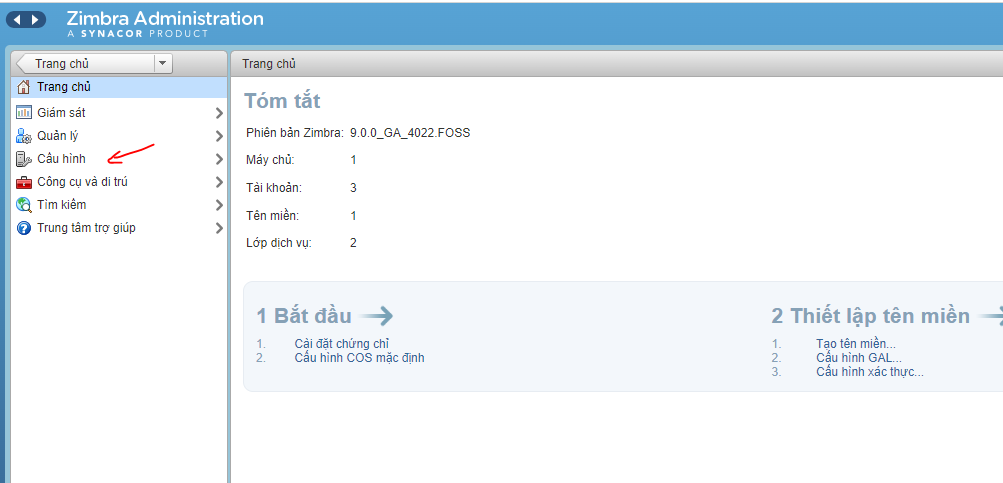 Zimbra Administration
A SYNACOR PRODUCT
Trang chủ
Trang chủ
Giám sát
Quản lý
Cấu hình
Công cụ và di trú
Tìm kiếm
Trung tâm trợ giúp
Trang chủ
Tóm tắt
Phiên bản Zimbra: 9.0.0_GA_4022.FOSS
Máy chủ: 1
Tài khoản: 3
Tên miền: 1
Lớp dịch vụ: 2
1 Bắt đầu
1. Cài đặt chứng chỉ
2. Cấu hình COS mặc định
2 Thiết lập tên miền
1. Tạo tên miền...
2. Cấu hình GAL...
3. Cấu hình xác thực...